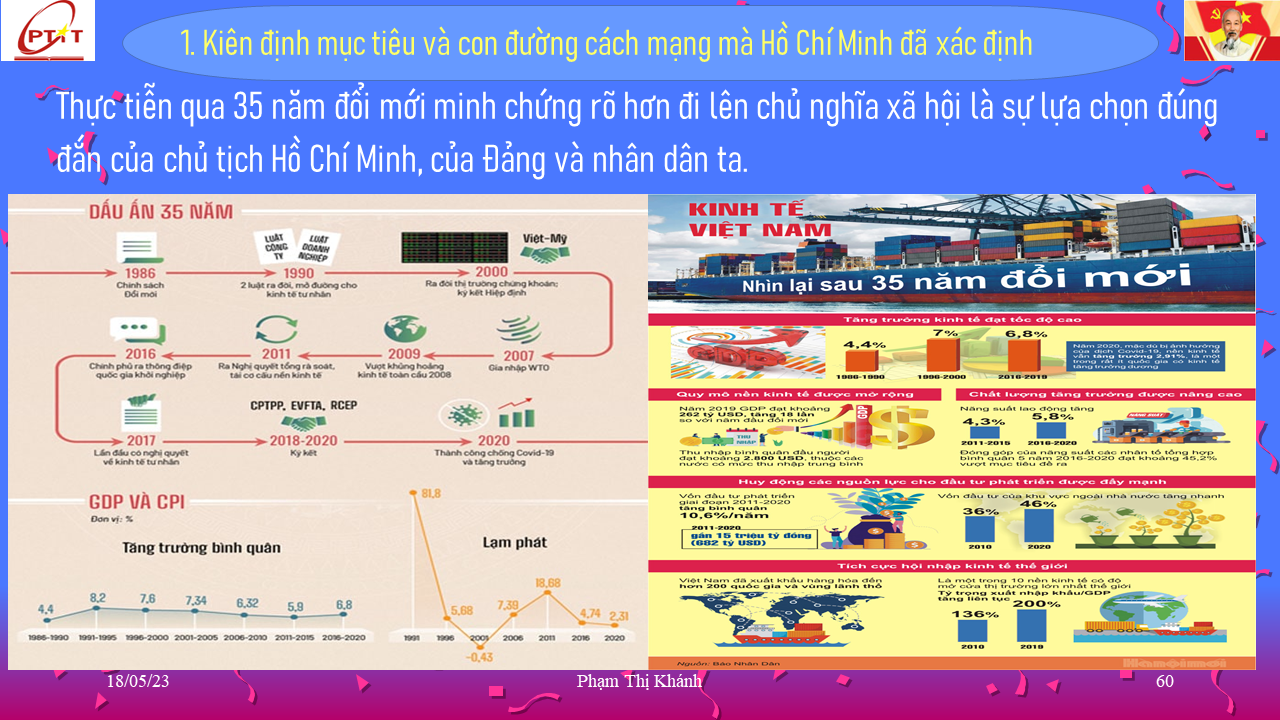 PTIT
1. Kiên định mục tiêu và con đường cách mạng mà Hồ Chí Minh đã xác định
Thực tiễn qua 35 năm đổi mới minh chứng rõ hơn đi lên chủ nghĩa xã hội là sự lựa chọn đúng
đắn của chủ tịch Hồ Chí Minh, của Đảng và nhân dân ta.
DẤU ẤN 35 NĂM
1986
Chính sách
Đổi mới
LUẬT
CÔNG
TY
LUẬT
DOANH
NGHIỆP
1990
2 luật ra đời, mở đường cho
kinh tế tư nhân
Việt-Mỹ
2000
Ra đời thị trường chứng khoán;
ký kết Hiệp định
2016
Chính phủ ra thông điệp
quốc gia khởi nghiệp
2011
Ra Nghị quyết tổng rà soát,
tái cơ cấu nền kinh tế
2009
Vượt khủng hoảng
kinh tế toàn cầu 2008
2007
Gia nhập WTO
2017
Lần đầu có nghị quyết
về kinh tế tư nhân
CPTPP, EVFTA, RCEP
2018-2020
Ký kết
2020
Thành công chống Covid-19
và tăng trưởng
GDP VÀ CPI
Đơn vị: %
Tăng trưởng bình quân
4,4 8,2 7,6 7,34 6,32 5,9 6,8
1986-1990 1991-1995 1996-2000 2001-2005 2006-2010 2011-2015 2016-2020
Lạm phát
81,8
5,68
-0,43
7,39
18,68
4,74
2,31
1991 1996 2001 2006 2011 2016 2020
KINH TẾ
VIỆT NAM
Nhìn lại sau 35 năm đổi mới
Tăng trưởng kinh tế đạt tốc độ cao
GDP
4,4% 7% 6,8%
1986-1990 1996-2000 2016-2019
Năm 2020, mặc dù bị ảnh hưởng
của dịch Covid-19, nền kinh tế
vẫn tăng trưởng 2,91%, là một
trong rất ít quốc gia có kinh tế
tăng trưởng dương
Quy mô nền kinh tế được mở rộng
Năm 2019 GDP đạt khoảng
262 tỷ USD, tăng 18 lần
so với năm đầu đổi mới
THU
NHẬP
GDP
Thu nhập bình quân đầu người
đạt khoảng 2.800 USD, thuộc các
nước có mức thu nhập trung bình
Chất lượng tăng trưởng được nâng cao
Năng suất lao động tăng
4,3% 5,8%
2011-2015 2016-2020
NĂNG SUẤT
Đóng góp của năng suất các nhân tố tổng hợp
bình quân 5 năm 2016-2020 đạt khoảng 45,2%
vượt mục tiêu đề ra
Huy động các nguồn lực cho đầu tư phát triển được đẩy mạnh
Vốn đầu tư phát triển
giai đoạn 2011-2020
tăng bình quân
10,6%/năm
2011-2020
gần 15 triệu tỷ đồng
(682 tỷ USD)
Vốn đầu tư của khu vực ngoài nhà nước tăng nhanh
36% 46%
2010 2020
Tích cực hội nhập kinh tế thế giới
Việt Nam đã xuất khẩu hàng hóa đến
hơn 200 quốc gia và vùng lãnh thổ
Là một trong 10 nền kinh tế có độ
mở cửa thị trường lớn nhất thế giới
Tỷ trọng xuất nhập khẩu/GDP
tăng liên tục
136% 200%
2010 2019
Nguồn: Báo Nhân Dân
Hànộimới
18/05/23
Phạm Thị Khánh
60